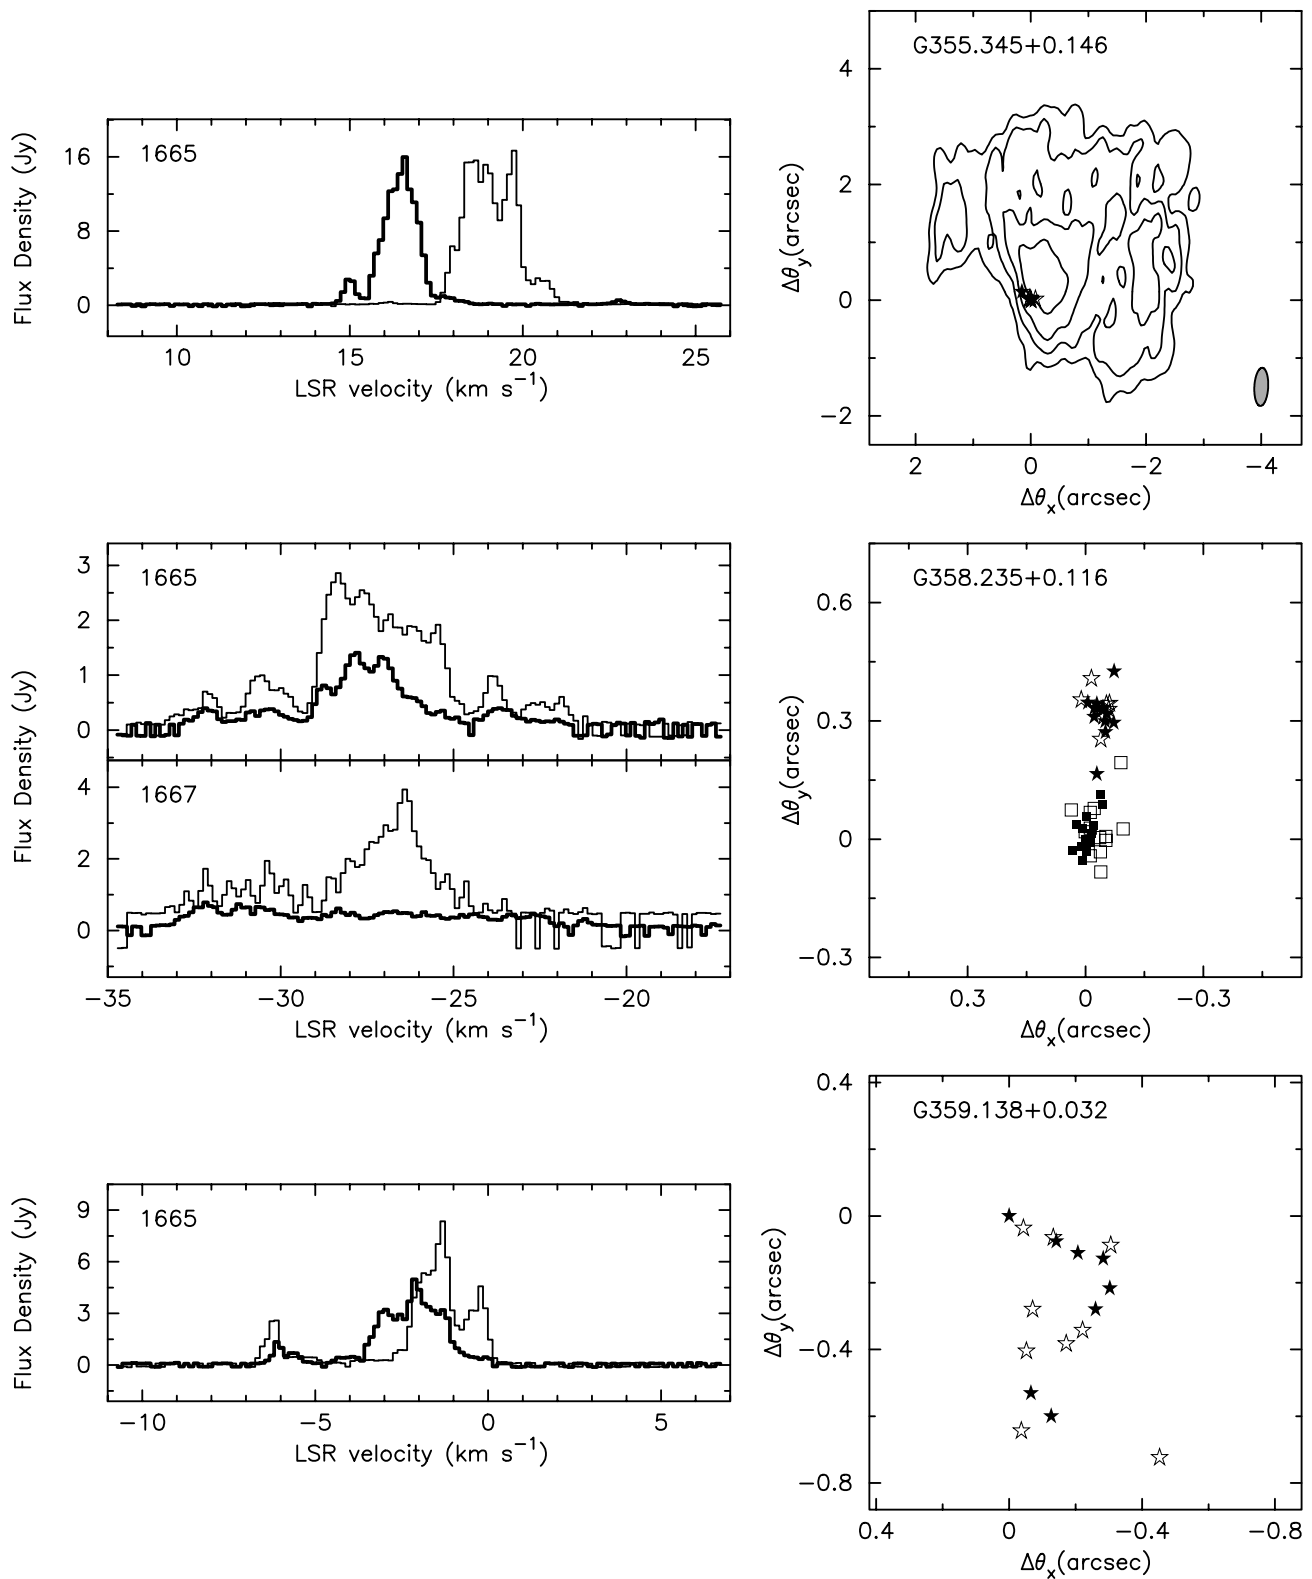 G355.345+0.146
4
2
0
−2
Δθy(arcsec)
2 0 −2 −4
Δθx(arcsec)
1665
16
8
0
Flux Density (Jy)
10 15 20 25
LSR velocity (km s−1)
1665
3
2
1
0
1667
4
2
0
Flux Density (Jy)
−35 −30 −25 −20
LSR velocity (km s−1)
G358.235+0.116
0.6
0.3
0
−0.3
Δθy(arcsec)
0.3 0 −0.3
Δθx(arcsec)
1665
9
6
3
0
Flux Density (Jy)
−10 −5 0 5
LSR velocity (km s−1)
G359.138+0.032
0.4
0
−0.4
−0.8
Δθy(arcsec)
0.4 0 −0.4 −0.8
Δθx(arcsec)